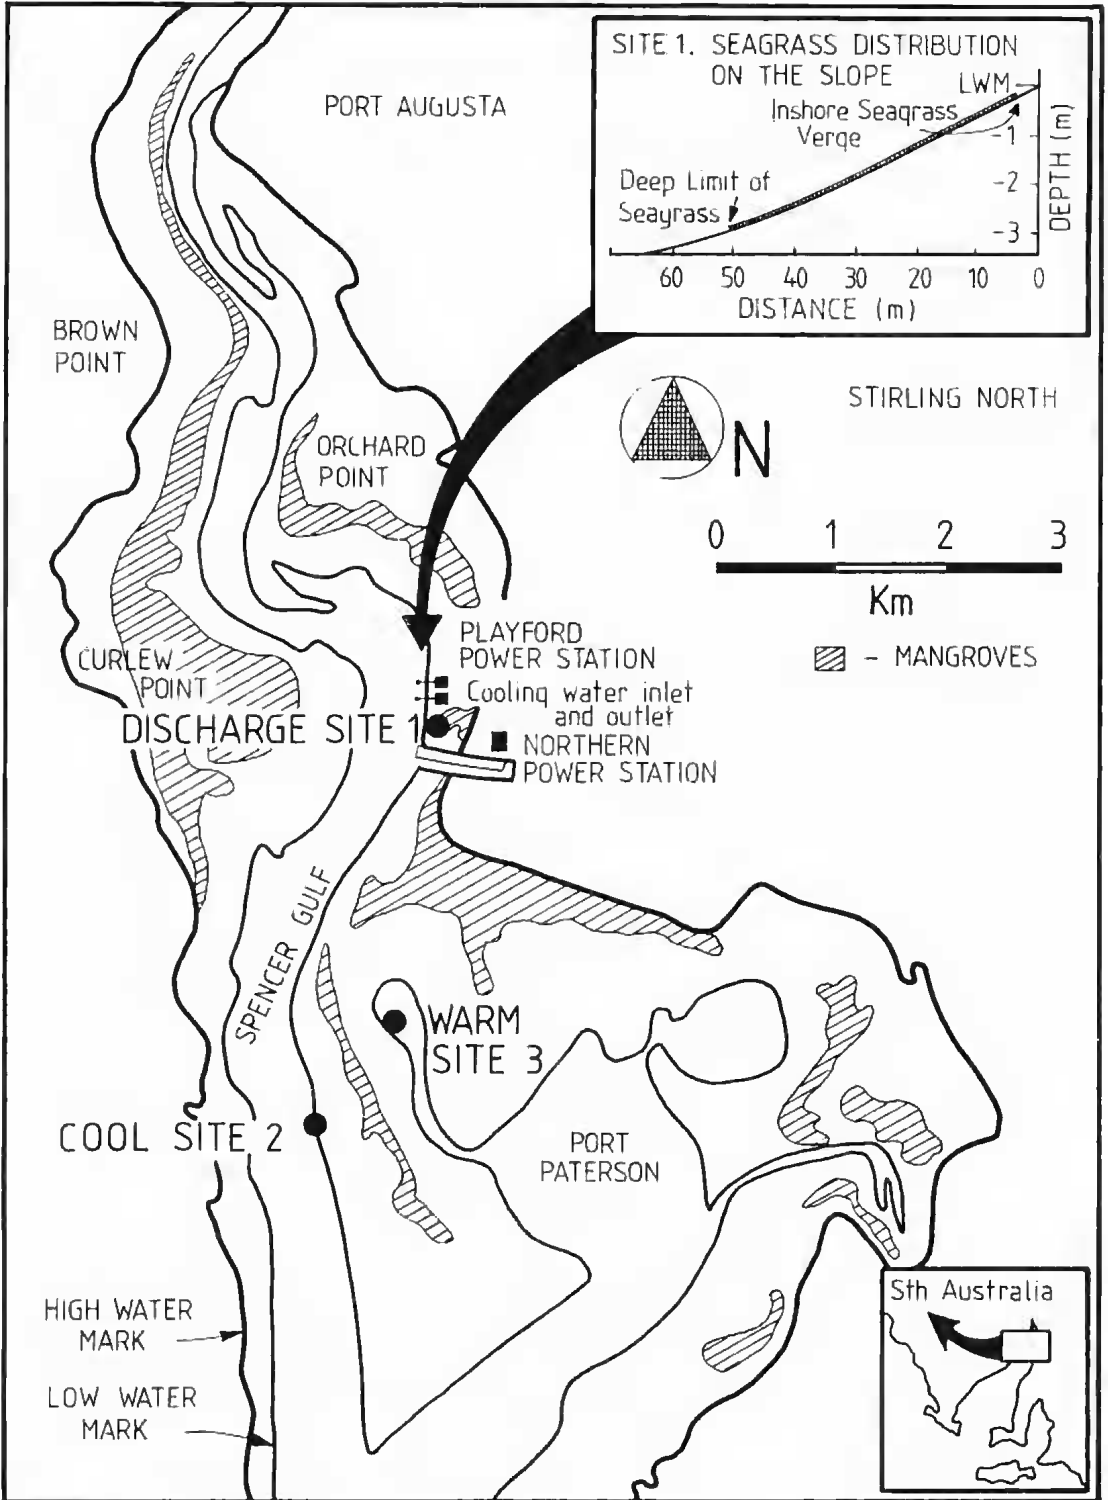 SITE 1. SEAGRASS DISTRIBUTION
ON THE SLOPE
LWM
Inshore Seagrass
Verge
-1
Deep Limit of
Seagrass
-2
-3
DEPTH (m)
60 50 40 30 20 10 0
DISTANCE (m)
PORT AUGUSTA
BROWN
POINT
STIRLING NORTH
N
ORCHARD
POINT
0 1 2 3
Km
- MANGROVES
PLAYFORD
POWER STATION
Cooling water inlet
and outlet
CURLEW
POINT
DISCHARGE SITE 1
NORTHERN
POWER STATION
SPENCER GULF
WARM
SITE 3
COOL SITE 2
PORT
PATERSON
HIGH WATER
MARK
LOW WATER
MARK
Sth Australia